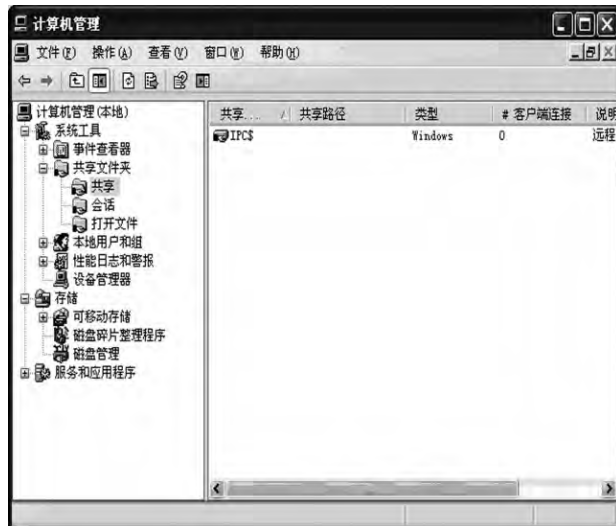 计算机管理
文件(F) 操作(A) 查看(V) 窗口(W) 帮助(H)
计算机管理(本地)
系统工具
事件查看器
共享文件夹
共享
会话
打开文件
本地用户和组
性能日志和警报
设备管理器
存储
可移动存储
磁盘碎片整理程序
磁盘管理
服务和应用程序
共享... / 共享路径 类型 # 客户端连接 说明
IPC$ Windows 0 远程